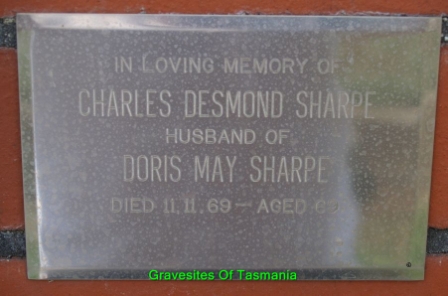 IN LOVING MEMORY OF
CHARLES DESMOND SHARPE
HUSBAND OF
DORIS MAY SHARPE
DIED 11.11.69 — AGED
Gravesites Of Tasmania